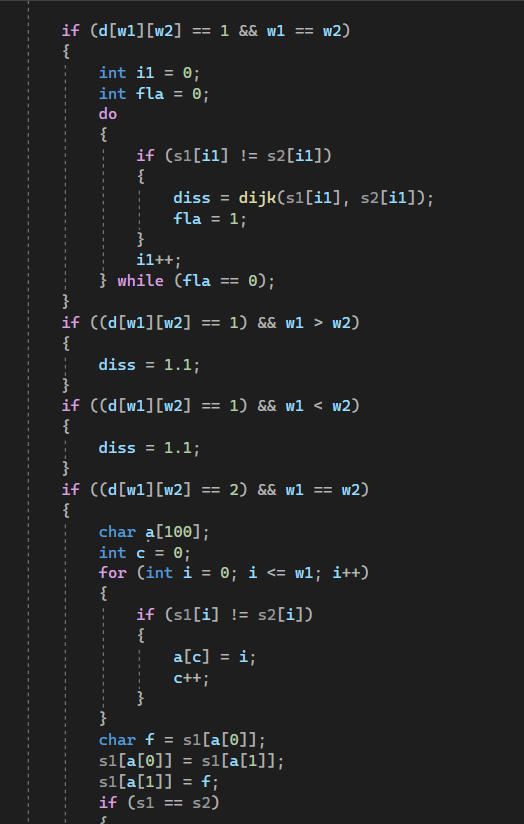 if (d[w1][w2] == 1 && w1 == w2)
{
int i1 = 0;
int fla = 0;
do
{
if (s1[i1] != s2[i1])
{
diss = dijk(s1[i1], s2[i1]);
fla = 1;
}
i1++;
} while (fla == 0);
}
if ((d[w1][w2] == 1) && w1 > w2)
{
diss = 1.1;
}
if ((d[w1][w2] == 1) && w1 < w2)
{
diss = 1.1;
}
if ((d[w1][w2] == 2) && w1 == w2)
{
char a[100];
int c = 0;
for (int i = 0; i <= w1; i++)
{
if (s1[i] != s2[i])
{
a[c] = i;
c++;
}
}
char f = s1[a[0]];
s1[a[0]] = s1[a[1]];
s1[a[1]] = f;
if (s1 == s2)
{